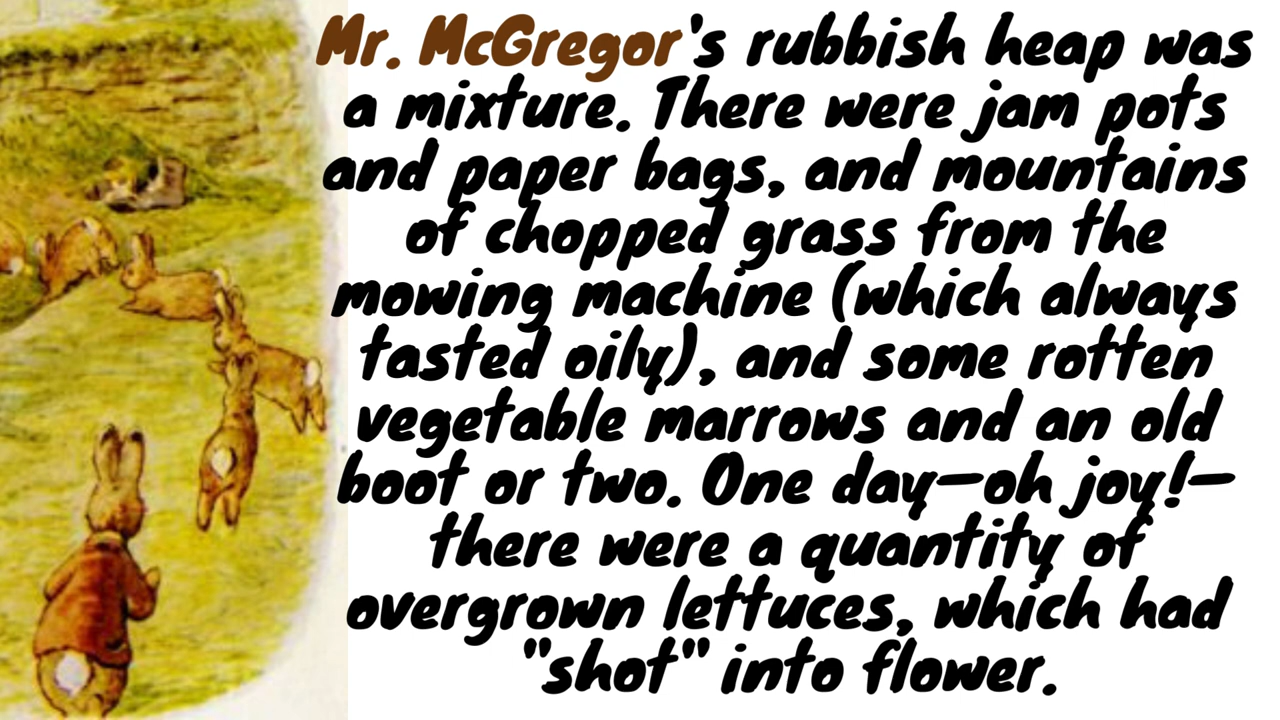 Mr. McGregor's rubbish heap was
a mixture. There were jam pots
and paper bags, and mountains
of chopped grass from the
mowing machine (which always
tasted oily), and some rotten
vegetable marrows and an old
boot or two. One day—oh joy!—
there were a quantity of
overgrown lettuces, which had
"shot" into flower.